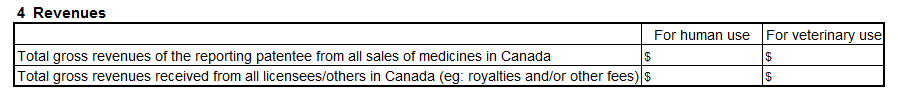 4 Revenues
For human use For veterinary use
Total gross revenues of the reporting patentee from all sales of medicines in Canada $ $
Total gross revenues received from all licensees/others in Canada (eg: royalties and/or other fees) $ $